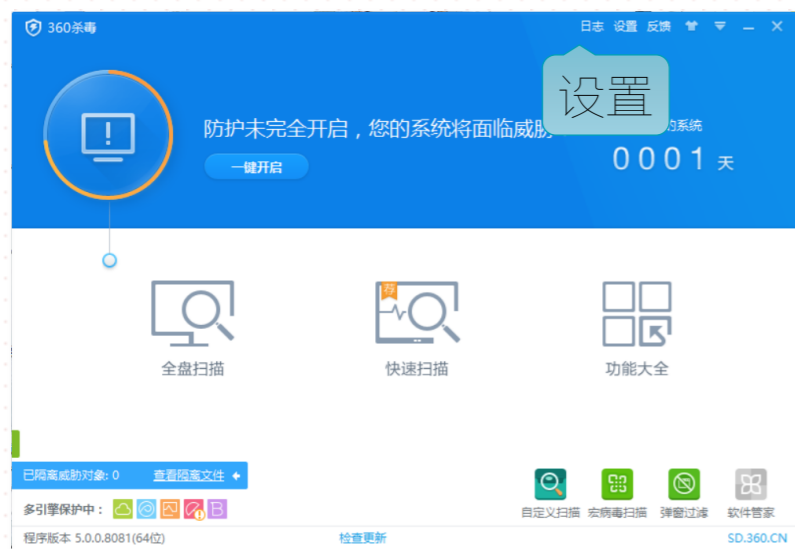 360杀毒
日志 设置 反馈
设置
防护未完全开启，您的系统将面临威胁
的系统
0001 天
一键开启
荐
全盘扫描
快速扫描
功能大全
已隔离威胁对象: 0 查看隔离文件
自定义扫描 宏病毒扫描 弹窗过滤 软件管家
多引擎保护中：
程序版本 5.0.0.8081(64位)
检查更新
SD.360.CN